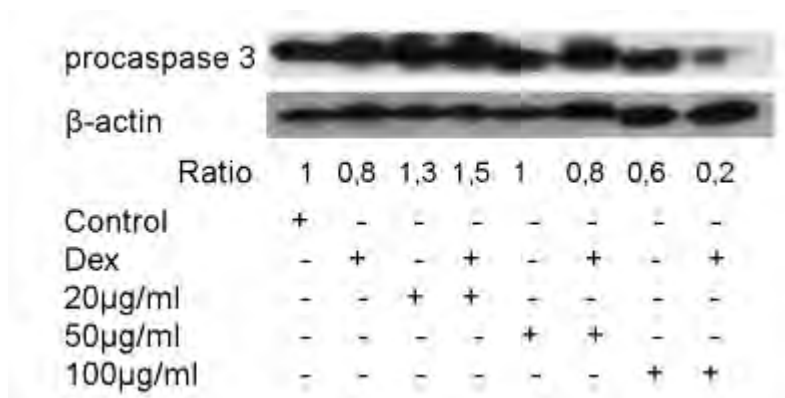 procaspase 3
β-actin
Ratio 1 0,8 1,3 1,5 1 0,8 0,6 0,2
Control + - - - - - - -
Dex - + - + - + - +
20µg/ml - - + + - - - -
50µg/ml - - - - + + - -
100µg/ml - - - - - - + +